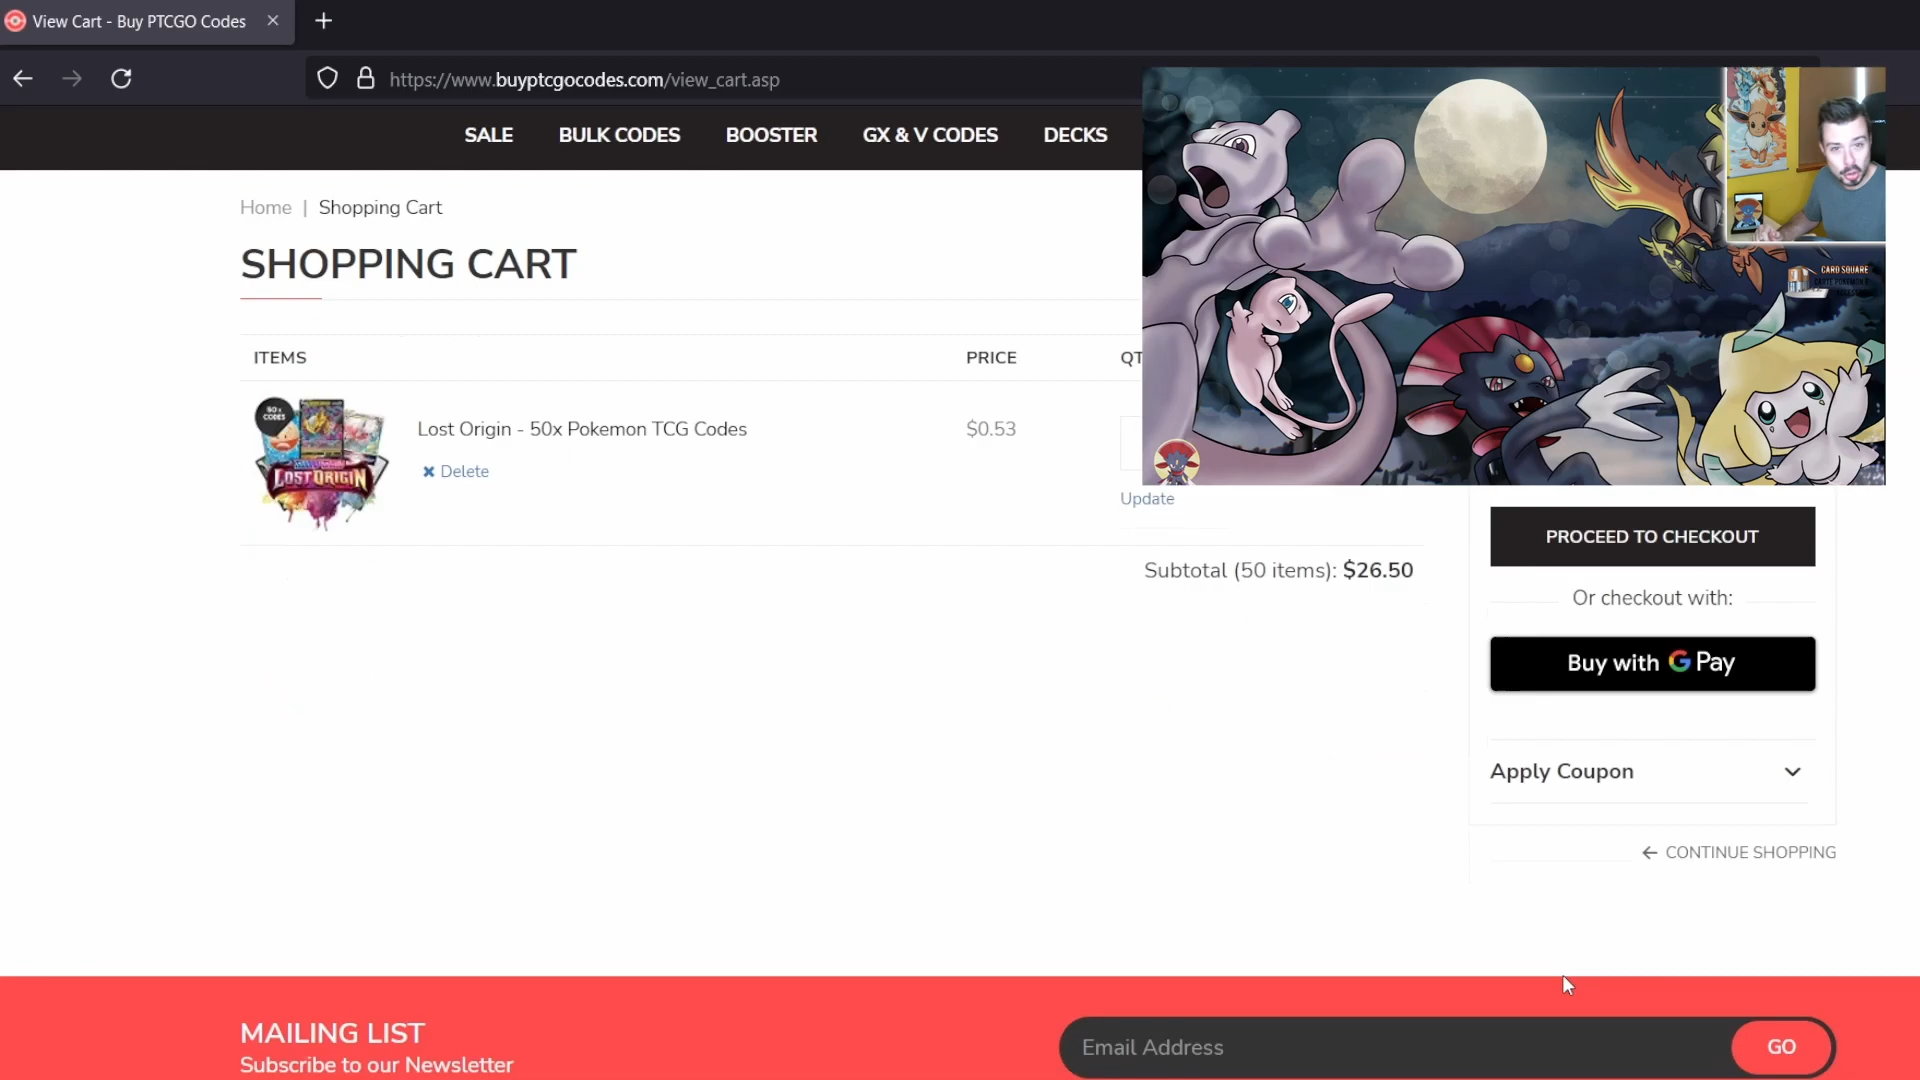 View Cart - Buy PTCGO Codes
https://www.buyptcgocodes.com/view_cart.asp
SALE
BULK CODES
BOOSTER
GX & V CODES
DECKS
Home | Shopping Cart
SHOPPING CART
ITEMS
PRICE
QT
50 x
CODES
LOST ORIGIN
Lost Origin - 50x Pokemon TCG Codes
$0.53
Delete
Update
Subtotal (50 items): $26.50
CARD SQUARE
PROCEED TO CHECKOUT
Or checkout with:
Buy with G Pay
Apply Coupon
CONTINUE SHOPPING
MAILING LIST
Subscribe to our Newsletter
Email Address
GO